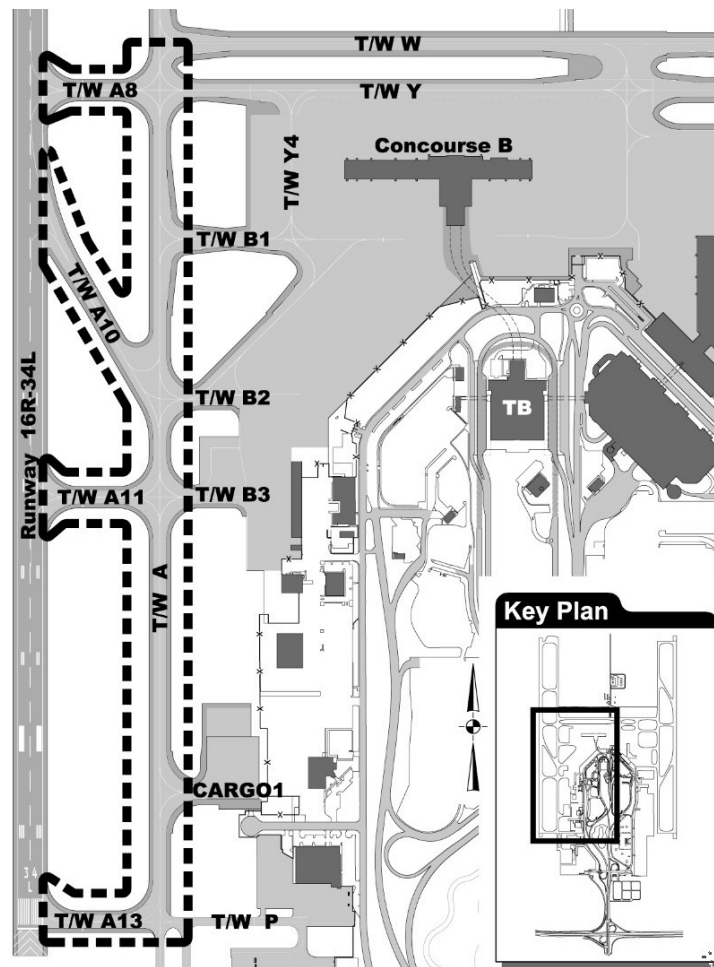 T/W W
T/W A8
T/W Y
Concourse B
T/W Y4
T/W B1
T/W A10
T/W B2
TB
Runway 16R-34L
T/W A11
T/W B3
T/W A
Key Plan
CARGO1
34
L
T/W A13
T/W P